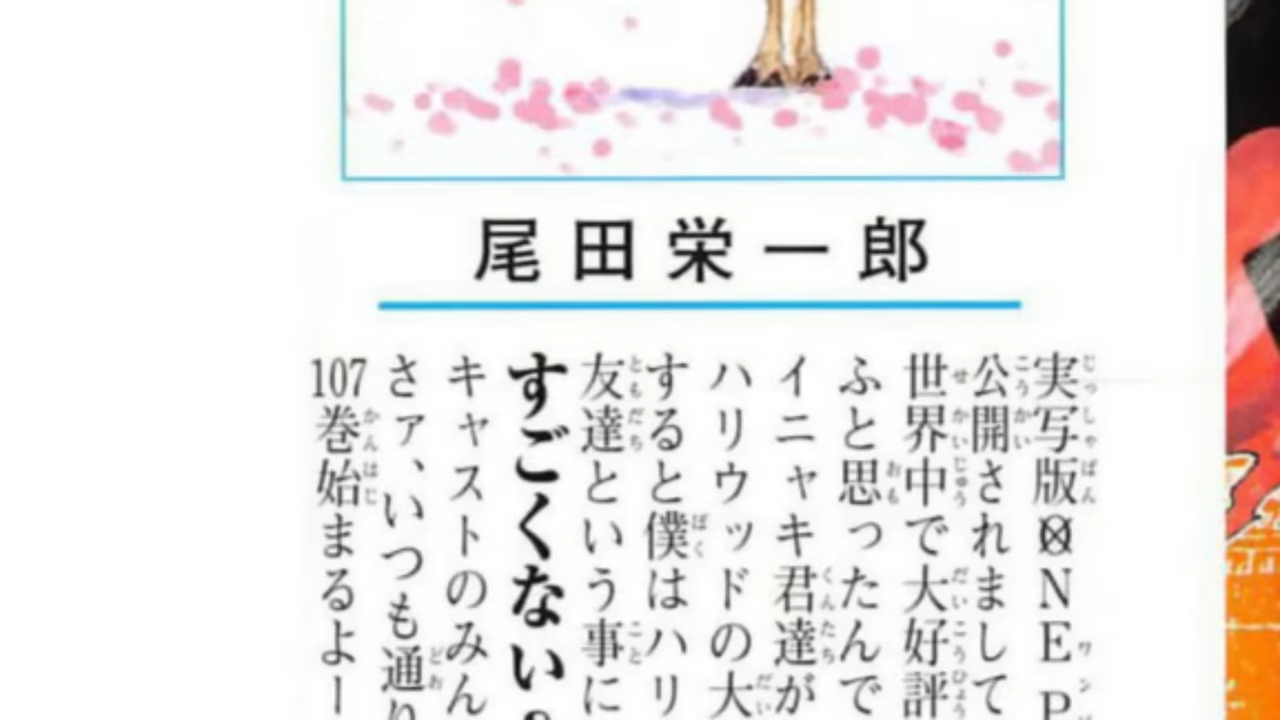 尾田栄一郎
実写版ONE P
公開されまして
世界中で大好評
ふと思ったんで
イニャキ君達が
ハリウッドの大
すると僕はハリ
友達という事に
すごくない。
キャストのみん
さァ、いつも通り
107巻始まるよー